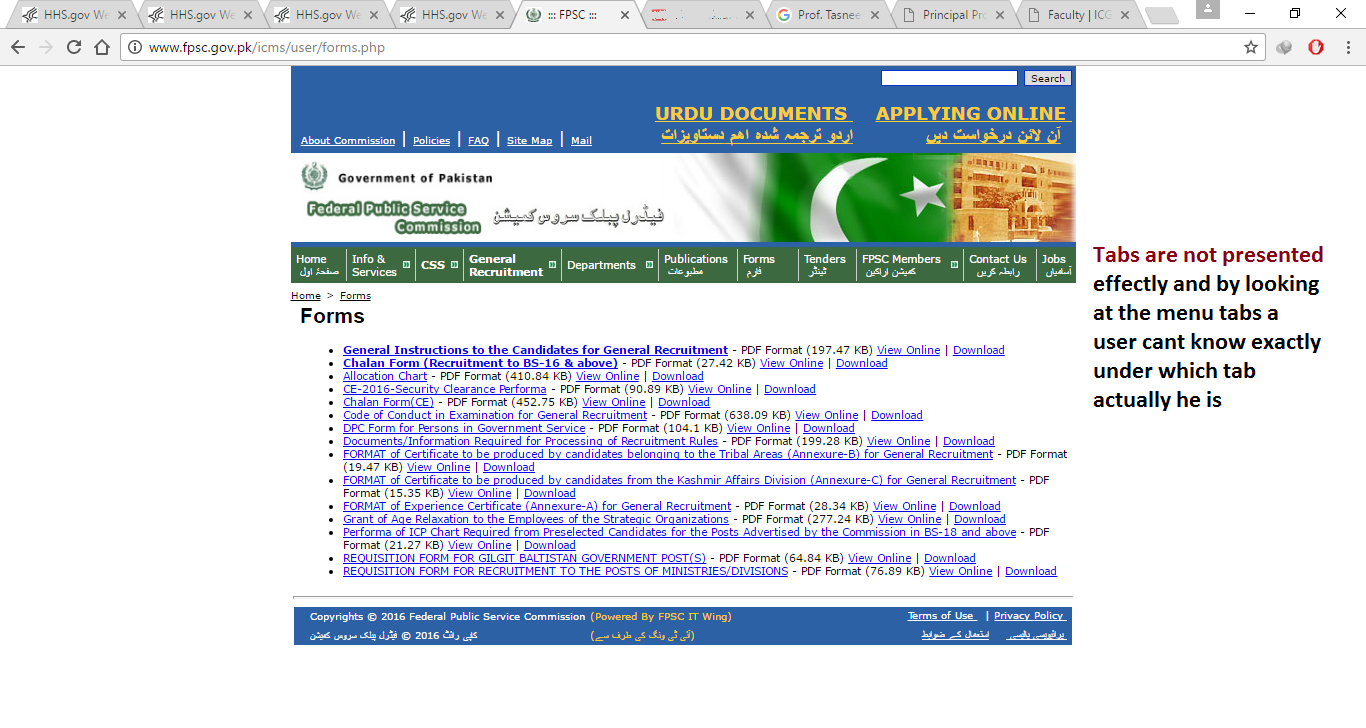 HHS.gov We
HHS.gov We
HHS.gov We
HHS.gov We
::: FPSC :::
Prof. Tasnee
Principal Pro
Faculty | ICG
www.fpsc.gov.pk/icms/user/forms.php
Search
URDU DOCUMENTS
APPLYING ONLINE
اردو ترجمہ شدہ اہم دستاویزات
آن لائن درخواست دیں
About Commission | Policies | FAQ | Site Map | Mail
Government of Pakistan
Federal Public Service
Commission
فیڈرل پبلک سروس کمیشن
Home
صفحۂ اول
Info &
Services
CSS
General
Recruitment
Departments
Publications
مطبوعات
Forms
فارم
Tenders
ٹینڈر
FPSC Members
کمیشن اراکین
Contact Us
رابطہ کریں
Jobs
آسامیاں
Home > Forms
Forms
General Instructions to the Candidates for General Recruitment - PDF Format (197.47 KB) View Online | Download
Chalan Form (Recruitment to BS-16 & above) - PDF Format (27.42 KB) View Online | Download
Allocation Chart - PDF Format (410.84 KB) View Online | Download
CE-2016-Security Clearance Performa - PDF Format (90.89 KB) View Online | Download
Chalan Form(CE) - PDF Format (452.75 KB) View Online | Download
Code of Conduct in Examination for General Recruitment - PDF Format (638.09 KB) View Online | Download
DPC Form for Persons in Government Service - PDF Format (104.1 KB) View Online | Download
Documents/Information Required for Processing of Recruitment Rules - PDF Format (199.28 KB) View Online | Download
FORMAT of Certificate to be produced by candidates belonging to the Tribal Areas (Annexure-B) for General Recruitment - PDF Format
(19.47 KB) View Online | Download
FORMAT of Certificate to be produced by candidates from the Kashmir Affairs Division (Annexure-C) for General Recruitment - PDF
Format (15.35 KB) View Online | Download
FORMAT of Experience Certificate (Annexure-A) for General Recruitment - PDF Format (28.34 KB) View Online | Download
Grant of Age Relaxation to the Employees of the Strategic Organizations - PDF Format (277.24 KB) View Online | Download
Performa of ICP Chart Required from Preselected Candidates for the Posts Advertised by the Commission in BS-18 and above - PDF
Format (21.27 KB) View Online | Download
REQUISITION FORM FOR GILGIT BALTISTAN GOVERNMENT POST(S) - PDF Format (64.84 KB) View Online | Download
REQUISITION FORM FOR RECRUITMENT TO THE POSTS OF MINISTRIES/DIVISIONS - PDF Format (76.89 KB) View Online | Download
Tabs are not presented
effectly and by looking
at the menu tabs a
user cant know exactly
under which tab
actually he is
Copyrights © 2016 Federal Public Service Commission (Powered By FPSC IT Wing)
Terms of Use | Privacy Policy
کاپی رائٹ 2016 © فیڈرل پبلک سروس کمیشن
(آئی ٹی ونگ کی طرف سے)
استعمال کے ضوابط
پرائیویسی پالیسی